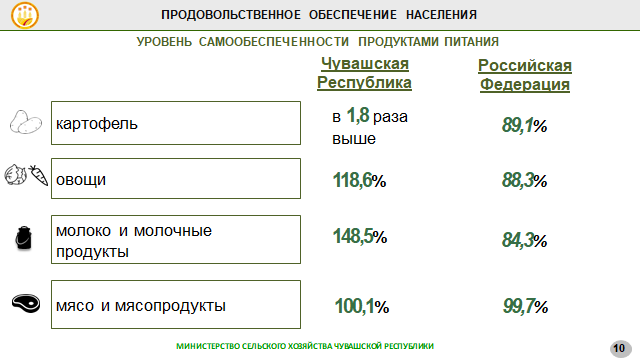 ПРОДОВОЛЬСТВЕННОЕ ОБЕСПЕЧЕНИЕ НАСЕЛЕНИЯ
УРОВЕНЬ САМООБЕСПЕЧЕННОСТИ ПРОДУКТАМИ ПИТАНИЯ
Чувашская
Республика
Российская
Федерация
картофель
в 1,8 раза
выше
89,1%
овощи
118,6%
88,3%
молоко и молочные
продукты
148,5%
84,3%
мясо и мясопродукты
100,1%
99,7%
МИНИСТЕРСТВО СЕЛЬСКОГО ХОЗЯЙСТВА ЧУВАШСКОЙ РЕСПУБЛИКИ
10